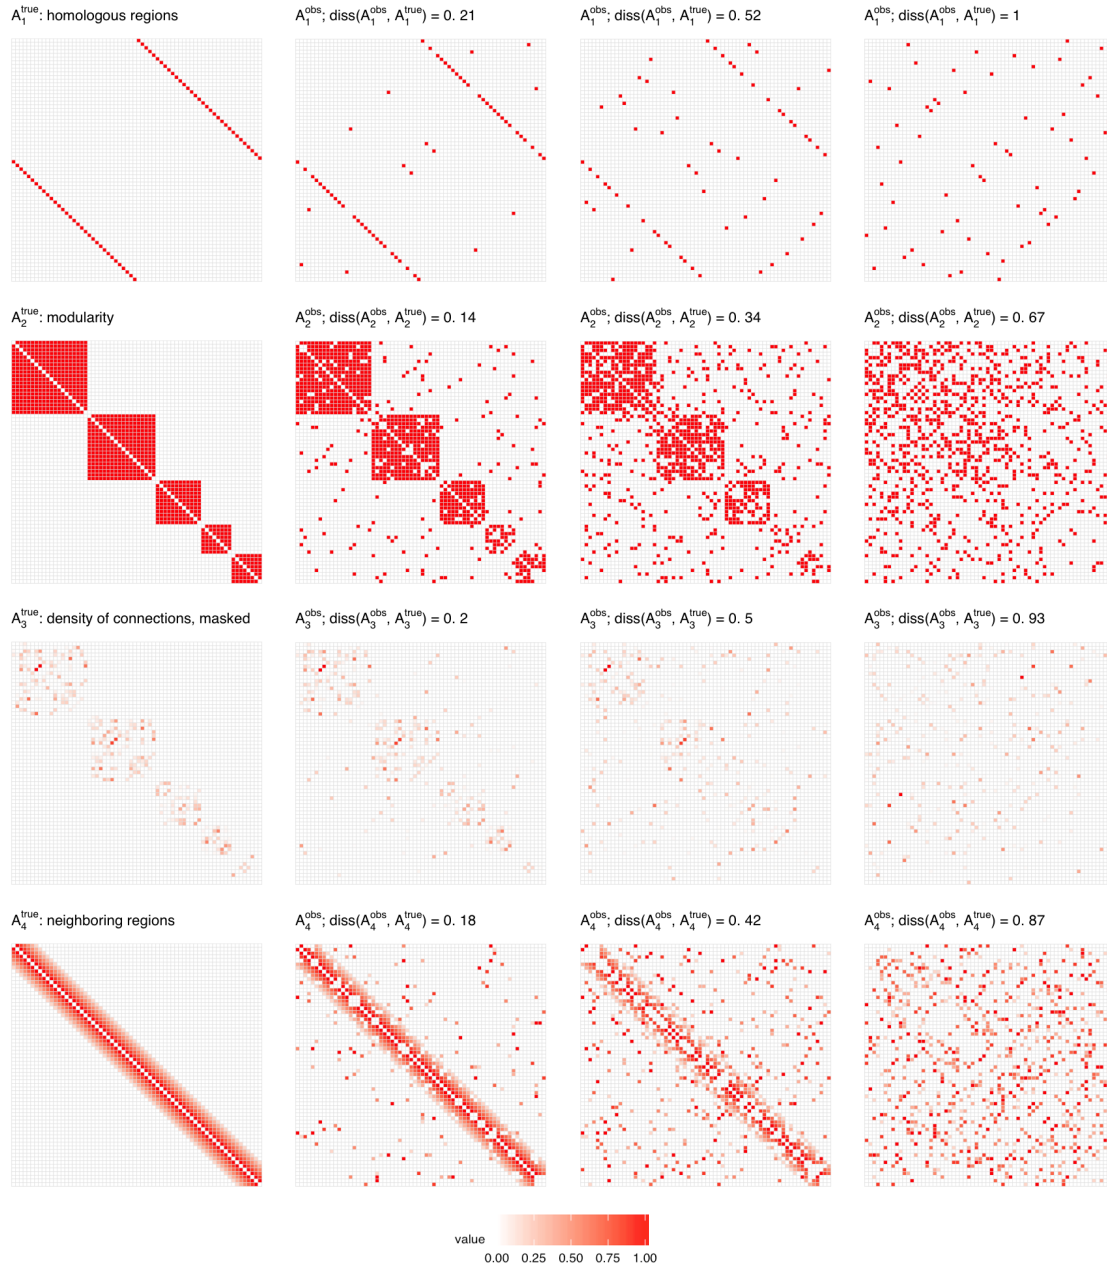 A₁ᵗʳᵘᵉ: homologous regions
A₁ᵒᵇˢ; diss(A₁ᵒᵇˢ, A₁ᵗʳᵘᵉ) = 0. 21
A₁ᵒᵇˢ; diss(A₁ᵒᵇˢ, A₁ᵗʳᵘᵉ) = 0. 52
A₁ᵒᵇˢ; diss(A₁ᵒᵇˢ, A₁ᵗʳᵘᵉ) = 1
A₂ᵗʳᵘᵉ: modularity
A₂ᵒᵇˢ; diss(A₂ᵒᵇˢ, A₂ᵗʳᵘᵉ) = 0. 14
A₂ᵒᵇˢ; diss(A₂ᵒᵇˢ, A₂ᵗʳᵘᵉ) = 0. 34
A₂ᵒᵇˢ; diss(A₂ᵒᵇˢ, A₂ᵗʳᵘᵉ) = 0. 67
A₃ᵗʳᵘᵉ: density of connections, masked
A₃ᵒᵇˢ; diss(A₃ᵒᵇˢ, A₃ᵗʳᵘᵉ) = 0. 2
A₃ᵒᵇˢ; diss(A₃ᵒᵇˢ, A₃ᵗʳᵘᵉ) = 0. 5
A₃ᵒᵇˢ; diss(A₃ᵒᵇˢ, A₃ᵗʳᵘᵉ) = 0. 93
A₄ᵗʳᵘᵉ: neighboring regions
A₄ᵒᵇˢ; diss(A₄ᵒᵇˢ, A₄ᵗʳᵘᵉ) = 0. 18
A₄ᵒᵇˢ; diss(A₄ᵒᵇˢ, A₄ᵗʳᵘᵉ) = 0. 42
A₄ᵒᵇˢ; diss(A₄ᵒᵇˢ, A₄ᵗʳᵘᵉ) = 0. 87
value
0.00 0.25 0.50 0.75 1.00